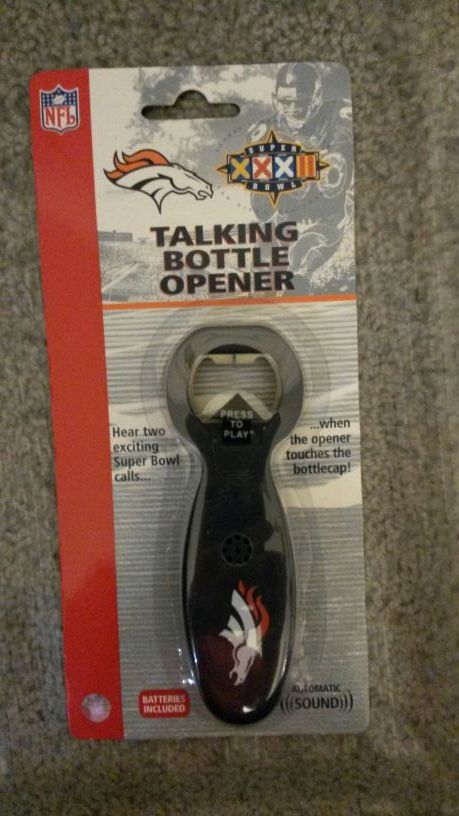 NFL
SUPER
XXXII
BOWL
TALKING
BOTTLE
OPENER
PRESS
TO
PLAY*
Hear two
exciting
Super Bowl
calls...
...when
the opener
touches the
bottlecap!
BATTERIES
INCLUDED
AUTOMATIC
(((SOUND)))